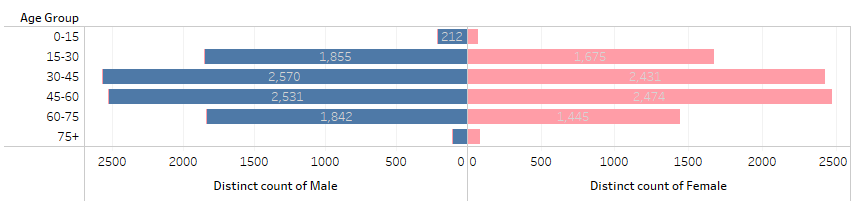 Age Group
0-15 212
15-30 1,855 1,675
30-45 2,570 2,431
45-60 2,531 2,474
60-75 1,842 1,445
75+
2500 2000 1500 1000 500 0 0 500 1000 1500 2000 2500
Distinct count of Male Distinct count of Female